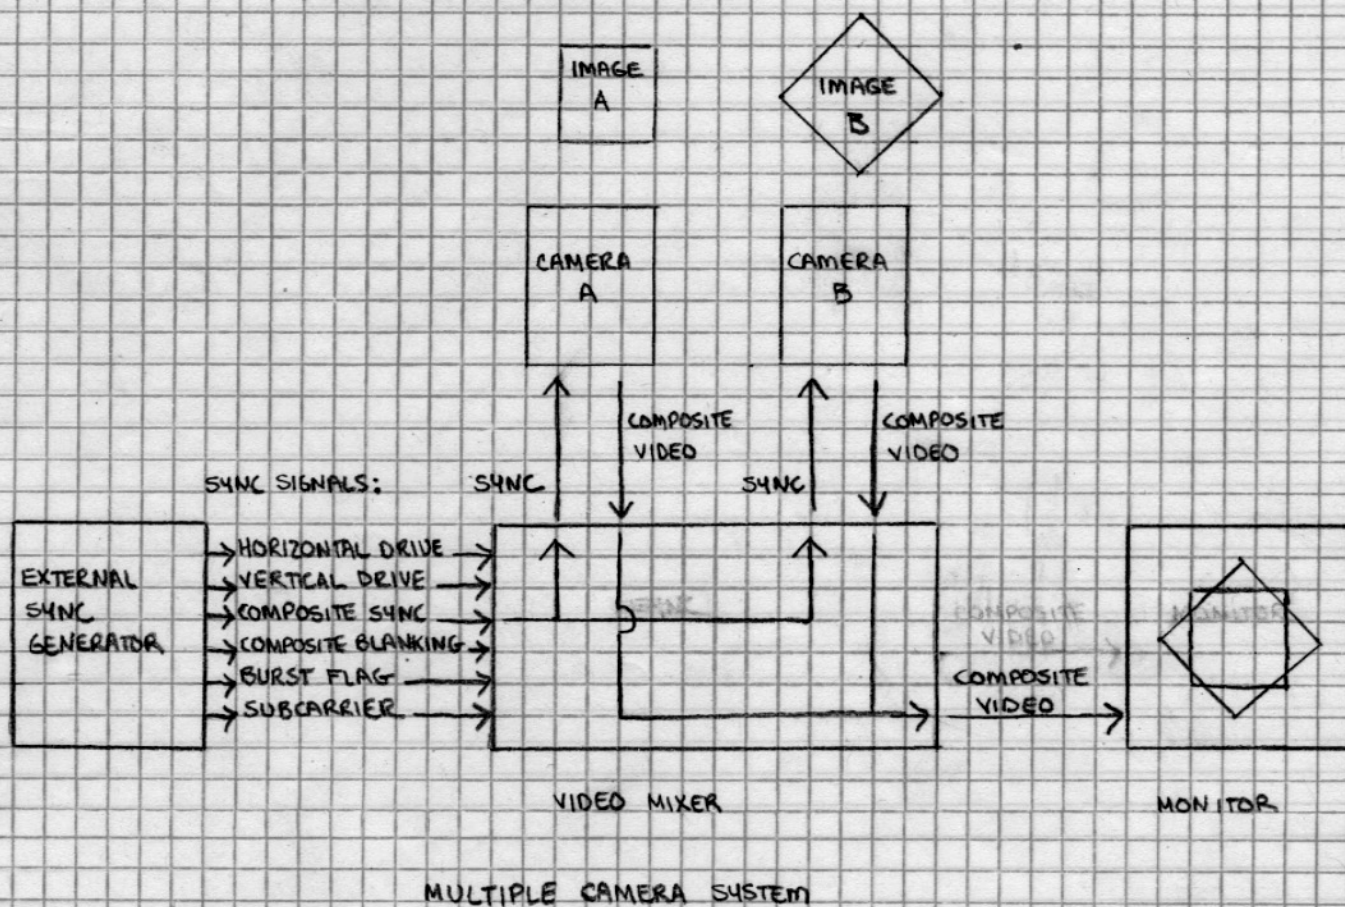 IMAGE
A
IMAGE
B
CAMERA
A
CAMERA
B
COMPOSITE
VIDEO
COMPOSITE
VIDEO
SYNC SIGNALS:
SYNC
SYNC
EXTERNAL
SYNC
GENERATOR
HORIZONTAL DRIVE
VERTICAL DRIVE
COMPOSITE SYNC
COMPOSITE BLANKING
BURST FLAG
SUBCARRIER
COMPOSITE
VIDEO
MONITOR
COMPOSITE
VIDEO
VIDEO MIXER
MONITOR
MULTIPLE CAMERA SYSTEM